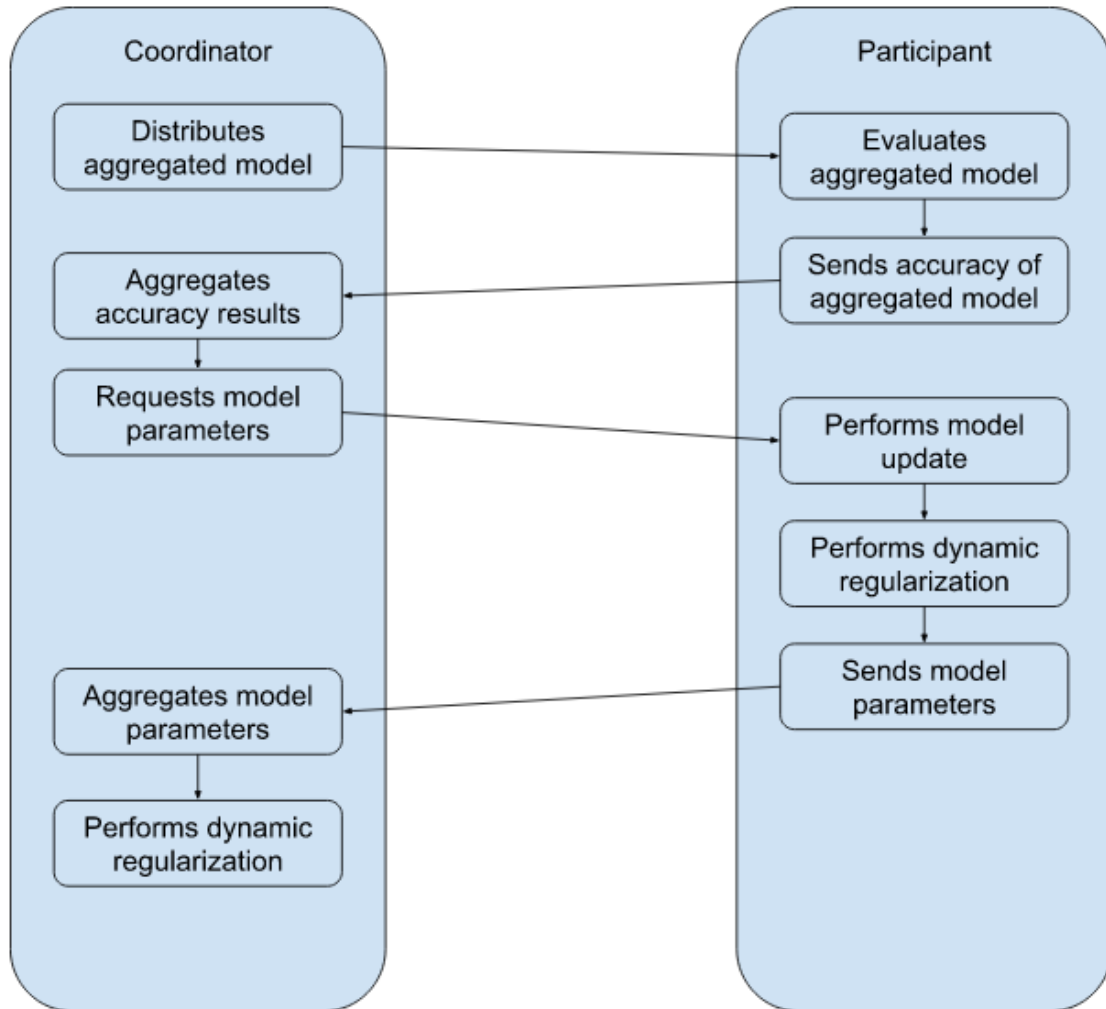 Coordinator
Distributes
aggregated model
Aggregates
accuracy results
Requests model
parameters
Aggregates model
parameters
Performs dynamic
regularization
Participant
Evaluates
aggregated model
Sends accuracy of
aggregated model
Performs model
update
Performs dynamic
regularization
Sends model
parameters